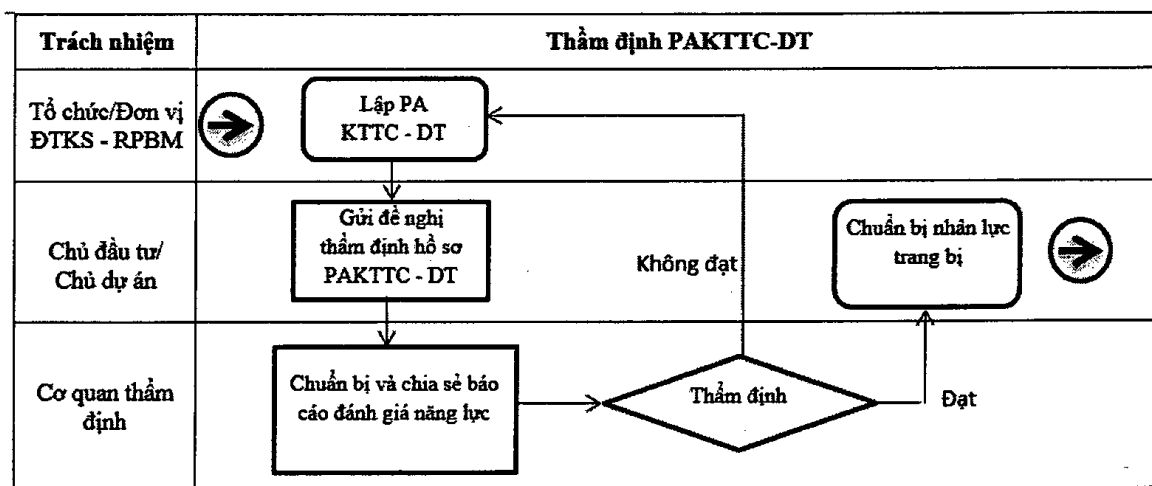 Trách nhiệm
Thẩm định PAKTTC-DT
Tổ chức/Đơn vị
ĐTKS - RPBM
Lập PA
KTTC - DT
Chủ đầu tư/
Chủ dự án
Gửi đề nghị
thẩm định hồ sơ
PAKTTC - DT
Không đạt
Chuẩn bị nhân lực
trang bị
Cơ quan thẩm
định
Chuẩn bị và chia sẻ báo
cáo đánh giá năng lực
Thẩm định
Đạt